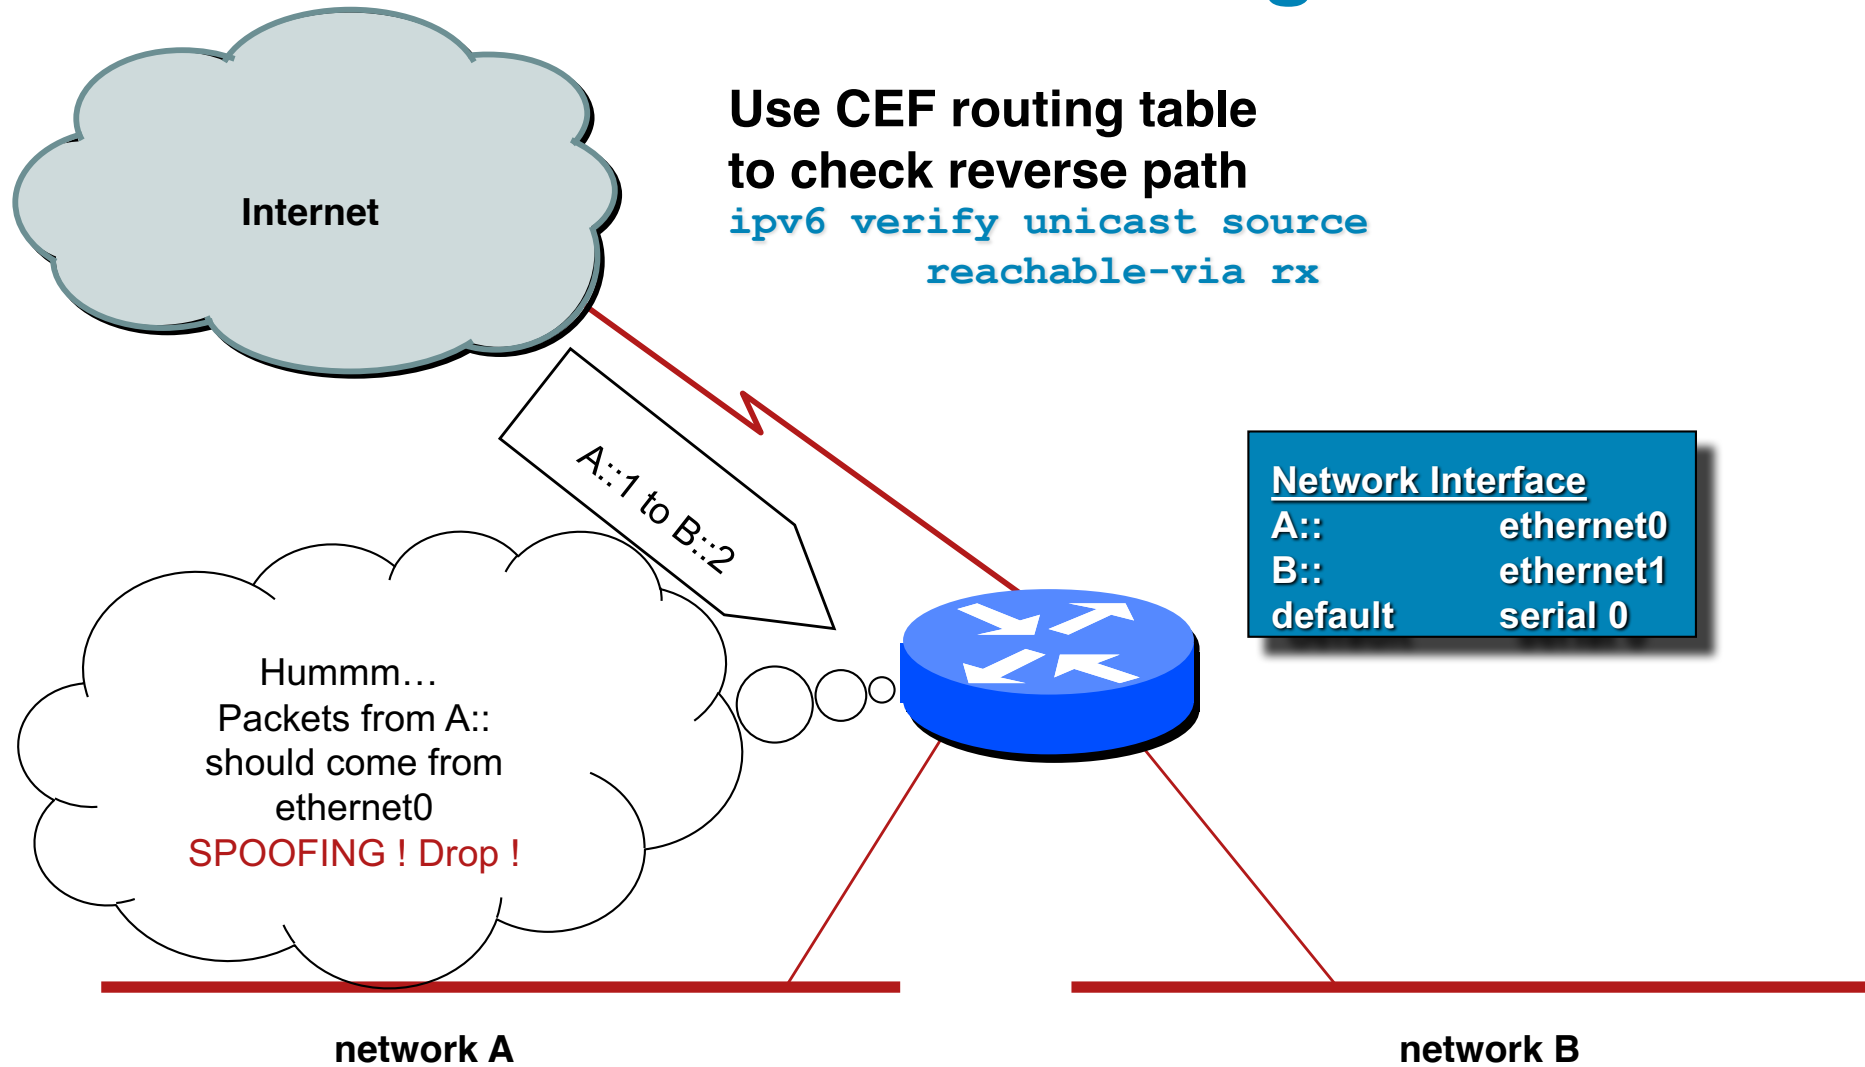 Use CEF routing table
to check reverse path
ipv6 verify unicast source
reachable-via rx
Internet
A::1 to B::2
Network Interface
A:: ethernet0
B:: ethernet1
default serial 0
Hummm…
Packets from A::
should come from
ethernet0
SPOOFING ! Drop !
network A
network B